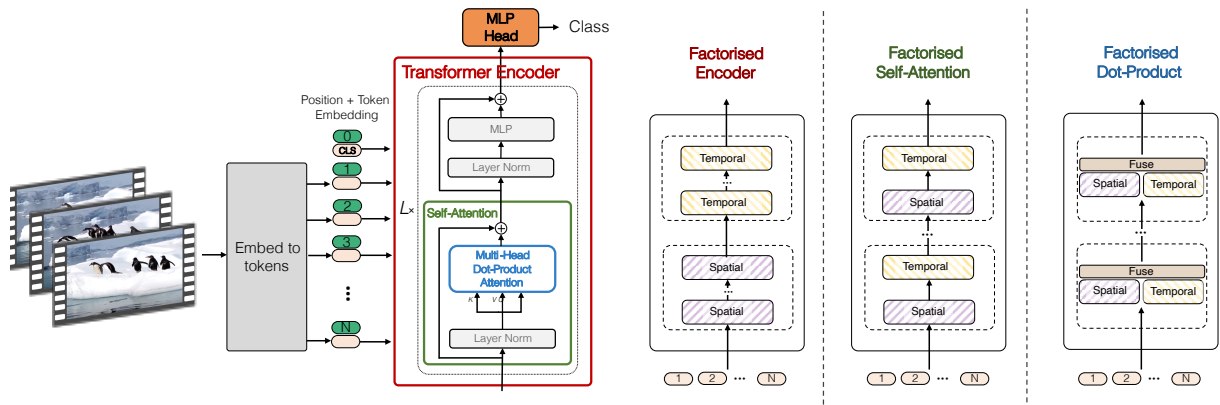 MLP
Head
Class
Transformer Encoder
Position + Token
Embedding
0
CLS
1
2
3
N
Embed to
tokens
L×
MLP
Layer Norm
Self-Attention
Multi-Head
Dot-Product
Attention
K
V
Q
Layer Norm
Factorised
Encoder
Temporal
...
Temporal
...
Spatial
...
Spatial
1
2
...
N
Factorised
Self-Attention
Temporal
Spatial
...
Temporal
Spatial
1
2
...
N
Factorised
Dot-Product
Fuse
Spatial
Temporal
...
Fuse
Spatial
Temporal
1
2
...
N